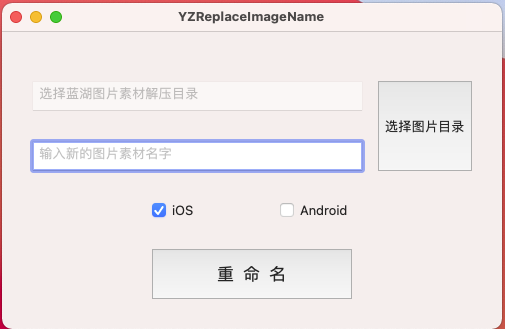 YZReplaceImageName
选择蓝湖图片素材解压目录
选择图片目录
输入新的图片素材名字
iOS
Android
重命名